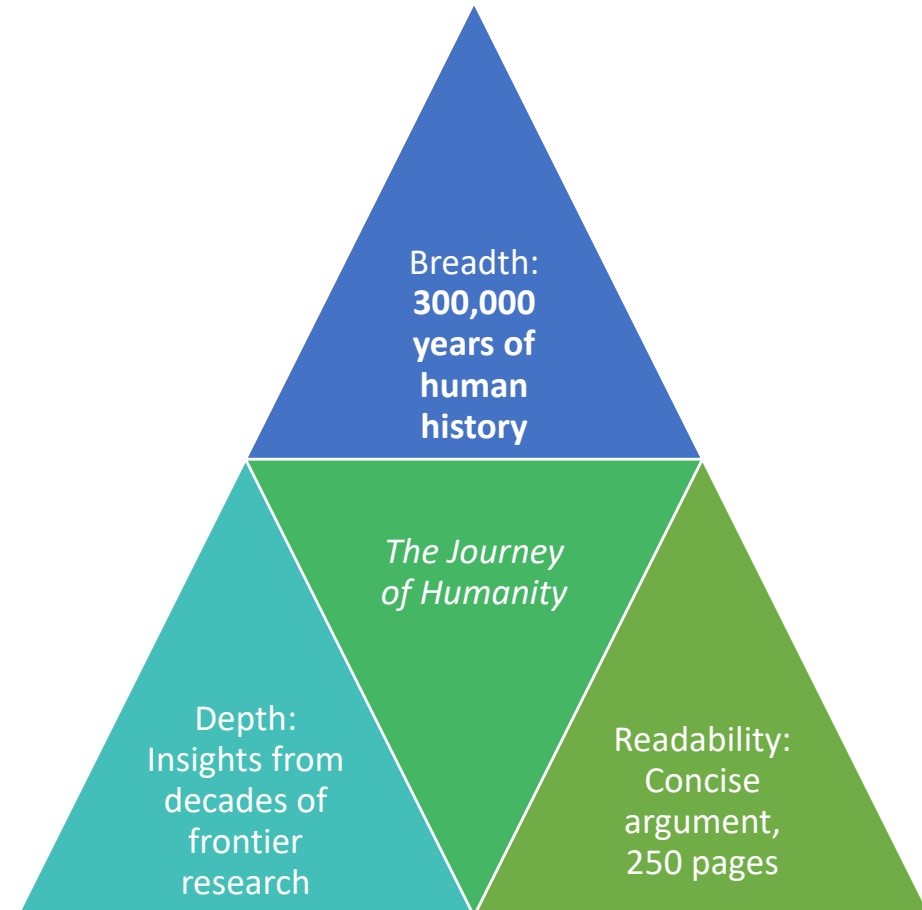 Breadth:
300,000
years of
human
history
The Journey
of Humanity
Depth:
Insights from
decades of
frontier
research
Readability:
Concise
argument,
250 pages